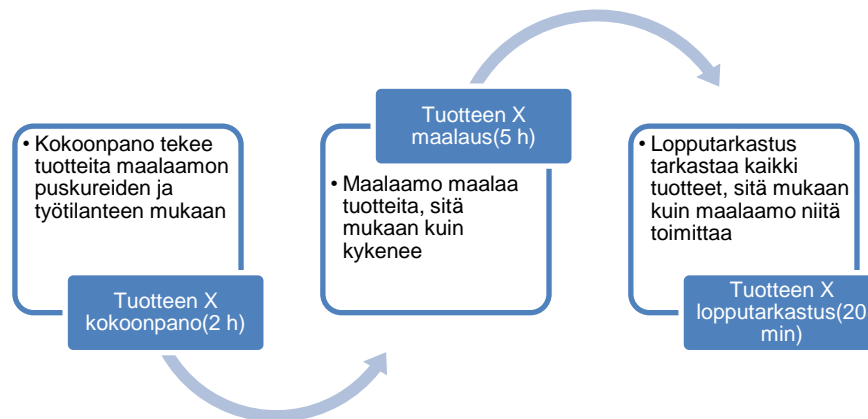 • Kokoonpano tekee
tuotteita maalaamon
puskureiden ja
työtilanteen mukaan
Tuotteen X
kokoonpano(2 h)
Tuotteen X
maalaus(5 h)
• Maalaamo maalaa
tuotteita, sitä
mukaan kuin
kykenee
• Lopputarkastus
tarkastaa kaikki
tuotteet, sitä mukaan
kuin maalaamo niitä
toimittaa
Tuotteen X
lopputarkastus(20
min)